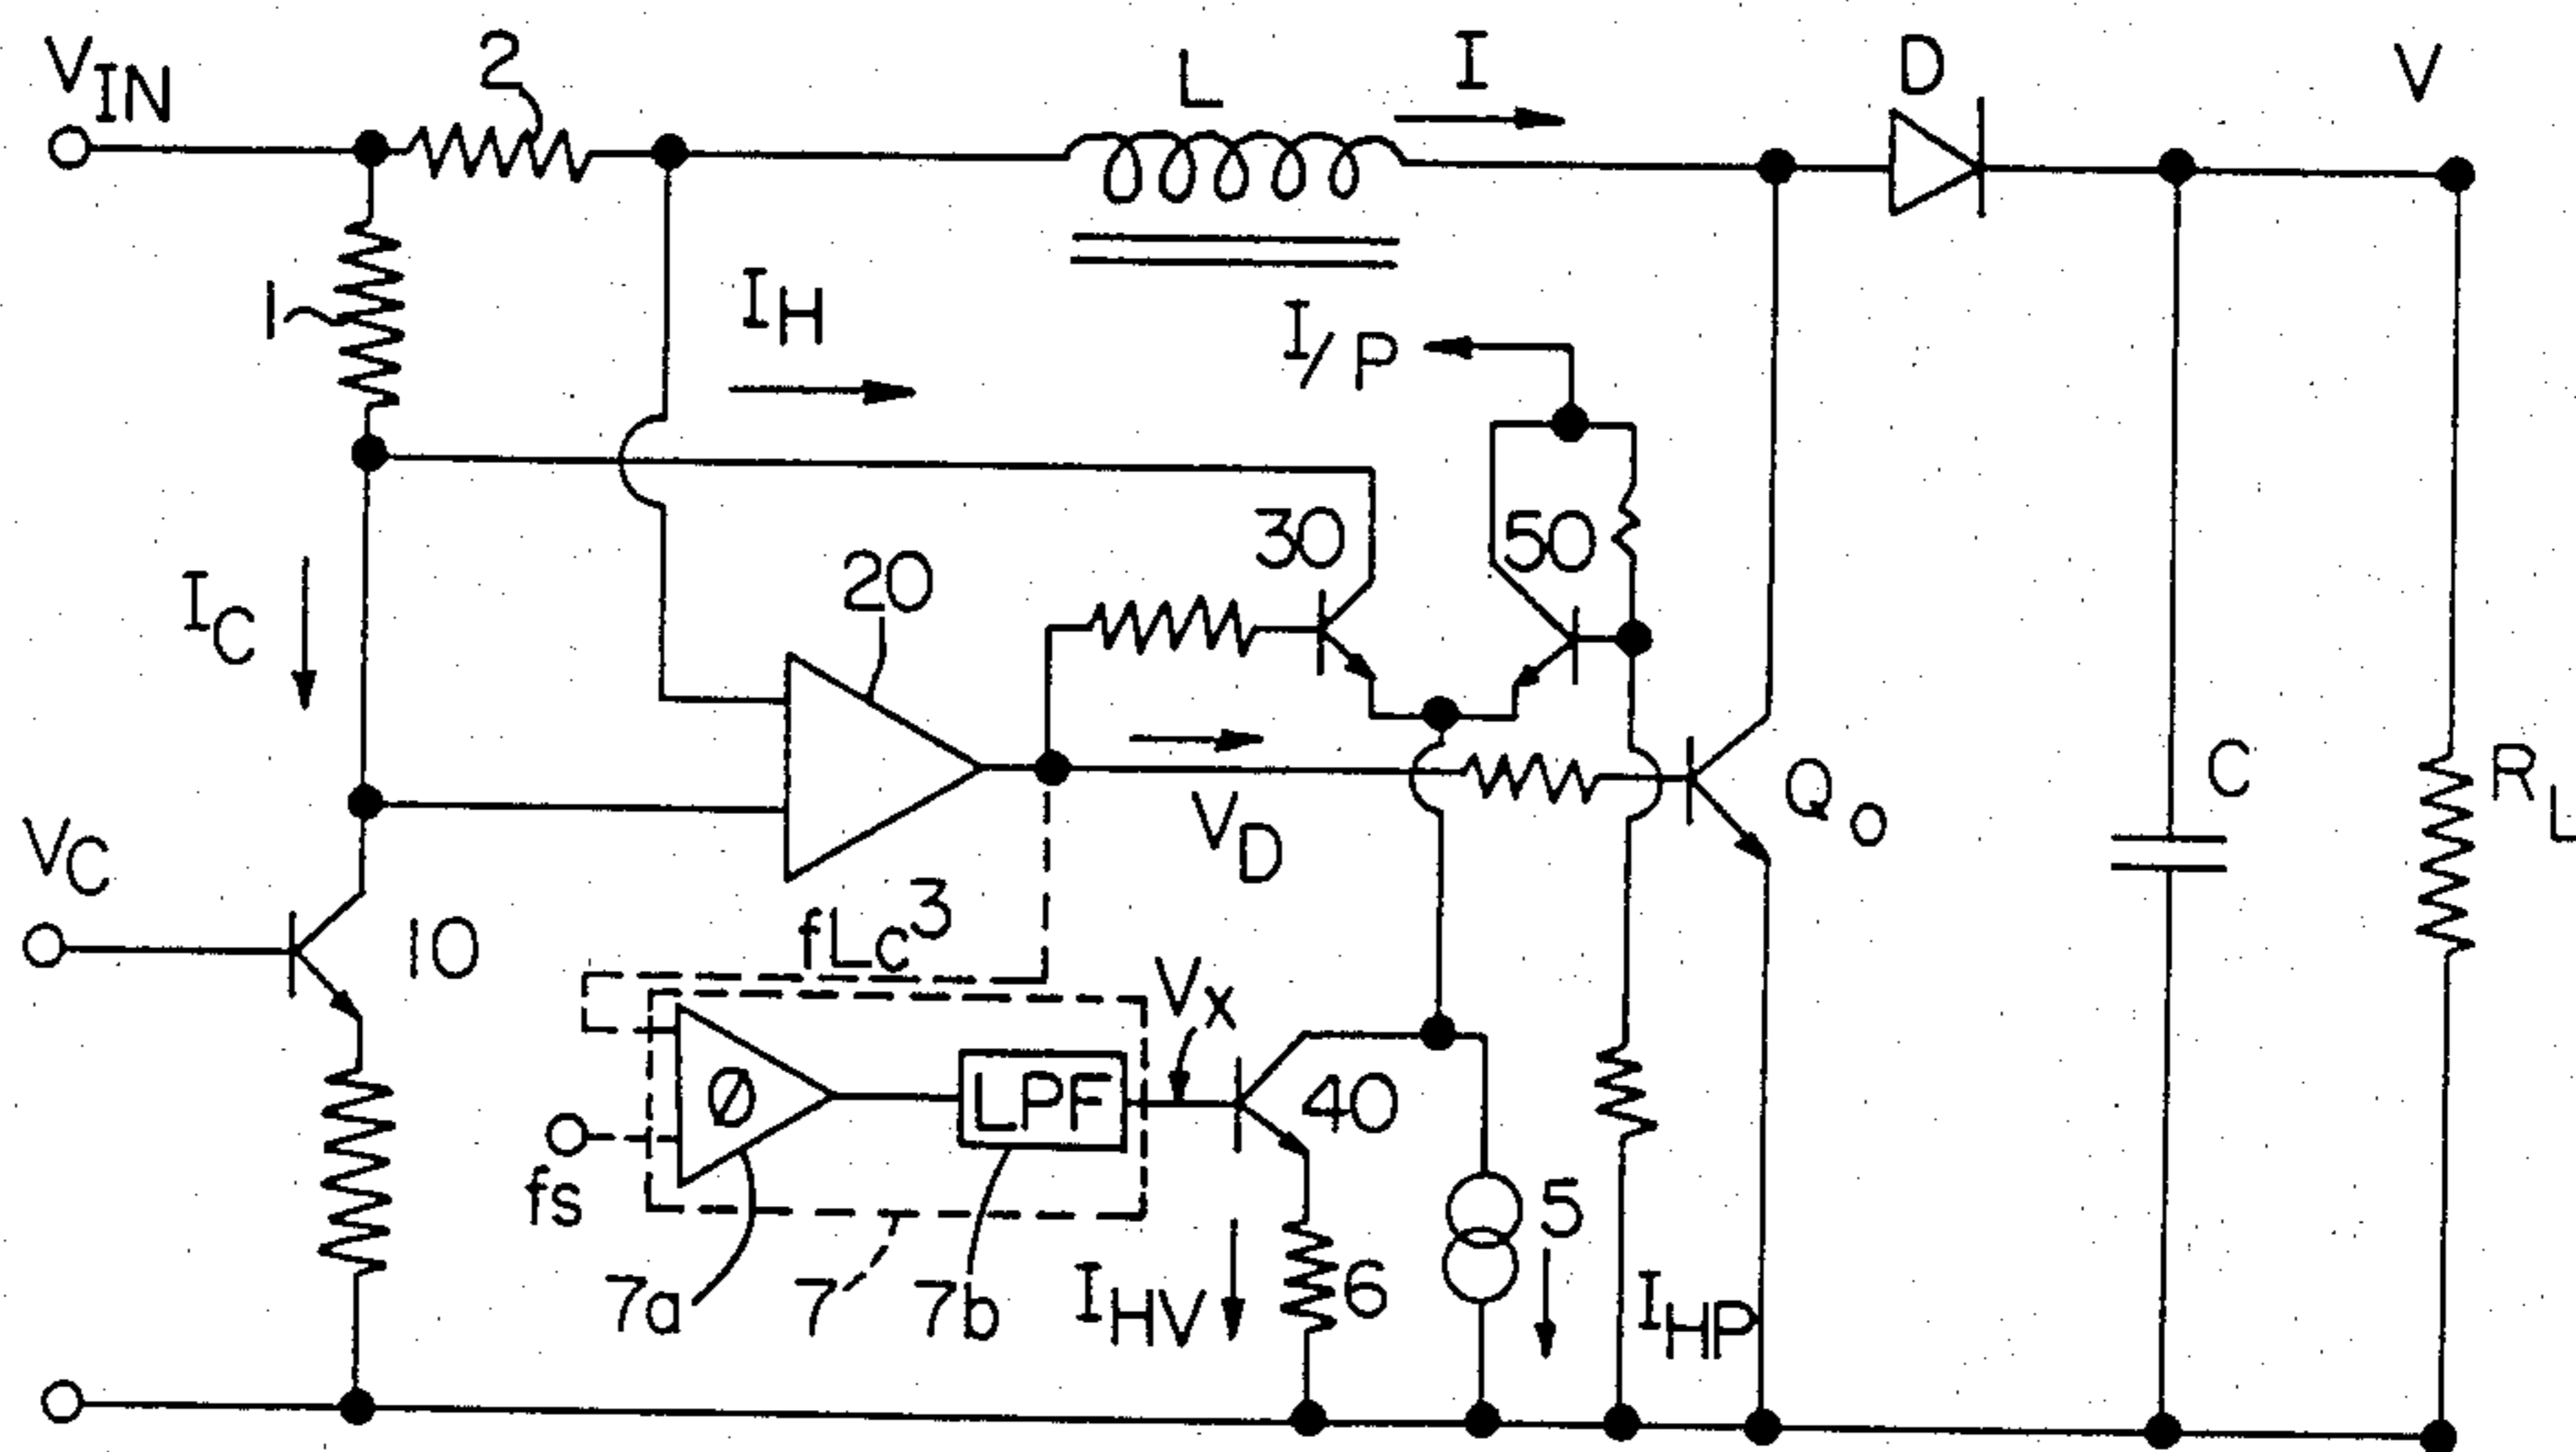 V_IN
2
L
I
D
V
1
I_H
I/P
30
50
I_C
20
V_C
10
V_D
Q_O
C
R_L
fLc3
V_X
Ø
LPF
40
fs
5
7a
7
7b
I_HV
6
I_HP